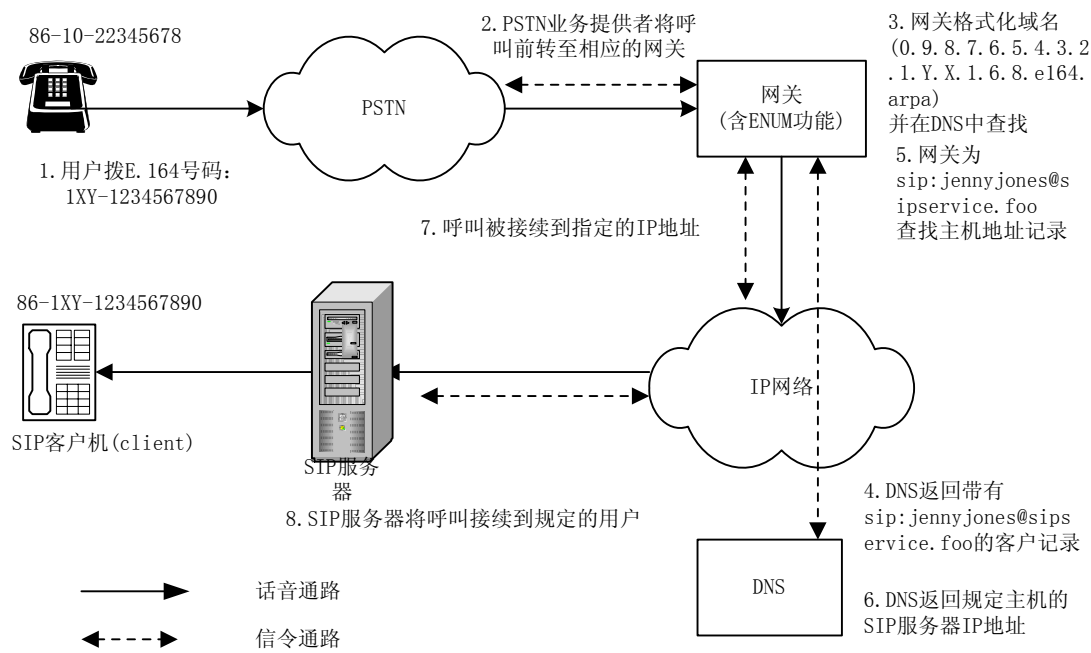 86-10-22345678
2.PSTN业务提供者将呼
叫前转至相应的网关
3.网关格式化域名
(0.9.8.7.6.5.4.3.2
.1.Y.X.1.6.8.e164.
arpa)
并在DNS中查找
PSTN
网关
(含ENUM功能)
1.用户拨E.164号码:
1XY-1234567890
5.网关为
sip:jennyjones@s
ipservice.foo
查找主机地址记录
7.呼叫被接续到指定的IP地址
86-1XY-1234567890
IP网络
SIP客户机(client)
SIP服务
器
8.SIP服务器将呼叫接续到规定的用户
4.DNS返回带有
sip:jennyjones@sips
ervice.foo的客户记录
DNS
6.DNS返回规定主机的
SIP服务器IP地址
话音通路
信令通路